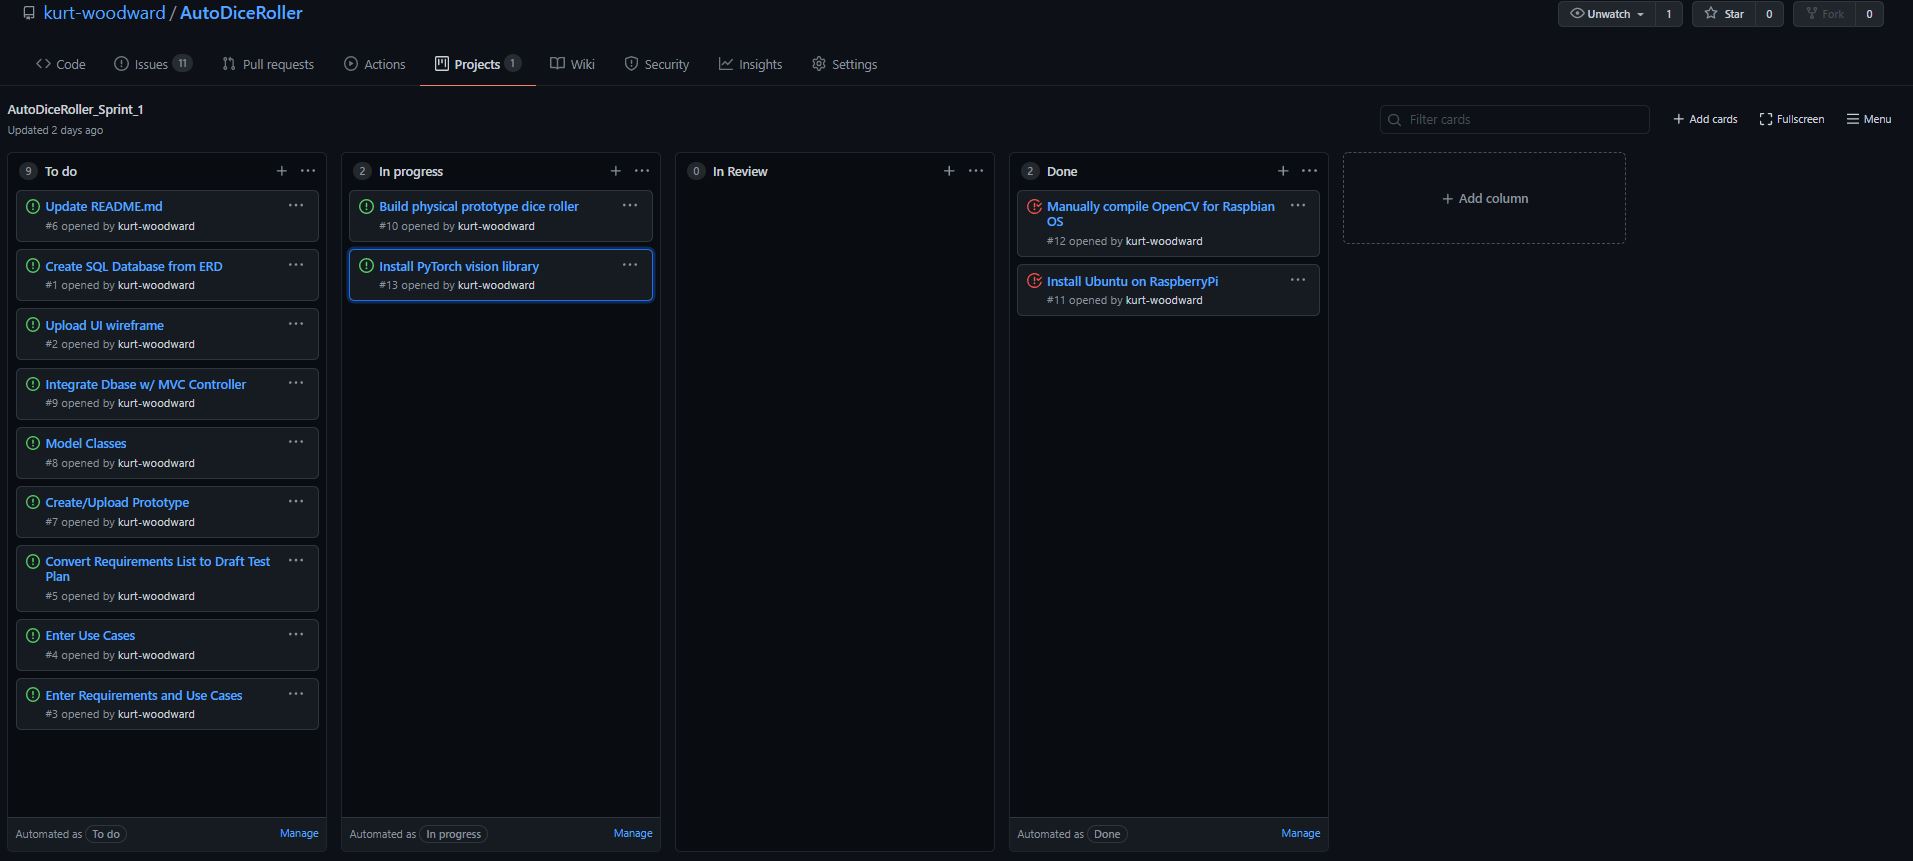 kurt-woodward / AutoDiceRoller
Unwatch 1 Star 0 Fork 0
Code Issues 11 Pull requests Actions Projects 1 Wiki Security Insights Settings
AutoDiceRoller_Sprint_1
Updated 2 days ago
Filter cards
+ Add cards Fullscreen Menu
9 To do
Update README.md
#6 opened by kurt-woodward
Create SQL Database from ERD
#1 opened by kurt-woodward
Upload UI wireframe
#2 opened by kurt-woodward
Integrate Dbase w/ MVC Controller
#9 opened by kurt-woodward
Model Classes
#8 opened by kurt-woodward
Create/Upload Prototype
#7 opened by kurt-woodward
Convert Requirements List to Draft Test
Plan
#5 opened by kurt-woodward
Enter Use Cases
#4 opened by kurt-woodward
Enter Requirements and Use Cases
#3 opened by kurt-woodward
Automated as To do Manage
2 In progress
Build physical prototype dice roller
#10 opened by kurt-woodward
Install PyTorch vision library
#13 opened by kurt-woodward
Automated as In progress Manage
0 In Review
2 Done
Manually compile OpenCV for Raspbian
OS
#12 opened by kurt-woodward
Install Ubuntu on RaspberryPi
#11 opened by kurt-woodward
Automated as Done Manage
+ Add column